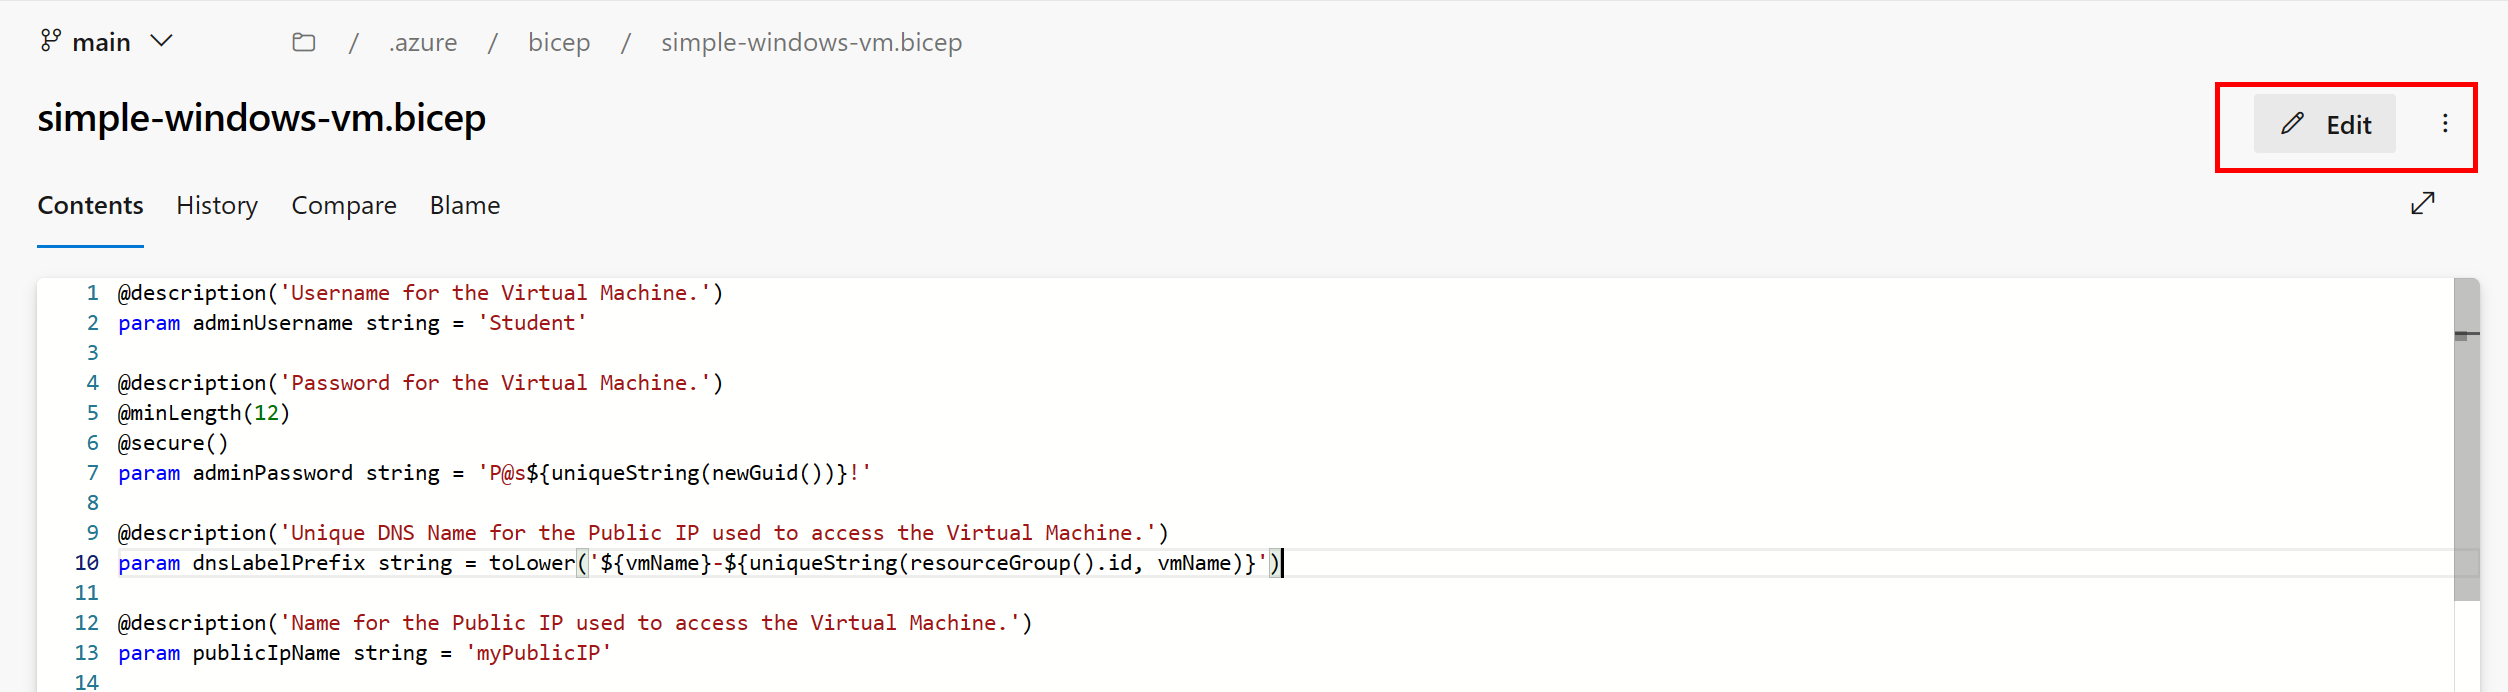 main / .azure / bicep / simple-windows-vm.bicep
simple-windows-vm.bicep
Edit
Contents History Compare Blame
1 @description('Username for the Virtual Machine.')
2 param adminUsername string = 'Student'
3
4 @description('Password for the Virtual Machine.')
5 @minLength(12)
6 @secure()
7 param adminPassword string = 'P@s${uniqueString(newGuid())}!'
8
9 @description('Unique DNS Name for the Public IP used to access the Virtual Machine.')
10 param dnsLabelPrefix string = toLower('${vmName}-${uniqueString(resourceGroup().id, vmName)}')
11
12 @description('Name for the Public IP used to access the Virtual Machine.')
13 param publicIpName string = 'myPublicIP'
14